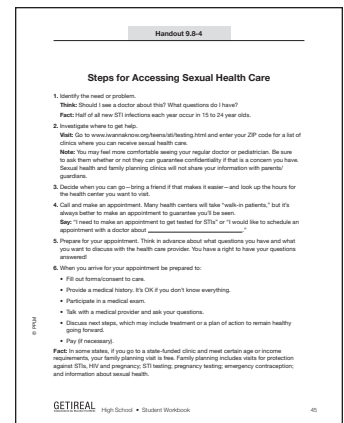 Handout 9.8-4
Steps for Accessing Sexual Health Care
1. Identify the need or problem.
Think: Should I see a doctor about this? What questions do I have?
Fact: Half of all new STI infections each year occur in 15 to 24 year olds.
2. Investigate where to get help.
Visit: Go to www.iwannaknow.org/teens/sti/testing.html and enter your ZIP code for a list of
clinics where you can receive sexual health care.
Note: You may feel more comfortable seeing your regular doctor or pediatrician. Be sure
to ask them whether or not they can guarantee confidentiality if that is a concern you have.
Sexual health and family planning clinics will not share your information with parents/
guardians.
3. Decide when you can go—bring a friend if that makes it easier—and look up the hours for
the health center you want to visit.
4. Call and make an appointment. Many health centers will take “walk-in patients,” but it’s
always better to make an appointment to guarantee you’ll be seen.
Say: “I need to make an appointment to get tested for STIs” or “I would like to schedule an
appointment with a doctor about ____________________.”
5. Prepare for your appointment. Think in advance about what questions you have and what
you want to discuss with the health care provider. You have a right to have your questions
answered!
6. When you arrive for your appointment be prepared to:
• Fill out forms/consent to care.
• Provide a medical history. It’s OK if you don’t know everything.
• Participate in a medical exam.
• Talk with a medical provider and ask your questions.
• Discuss next steps, which may include treatment or a plan of action to remain healthy
going forward.
• Pay (if necessary).
Fact: In some states, if you go to a state-funded clinic and meet certain age or income
requirements, your family planning visit is free. Family planning includes visits for protection
against STIs, HIV and pregnancy; STI testing; pregnancy testing; emergency contraception;
and information about sexual health.
© PPLM
GET REAL High School • Student Workbook 45